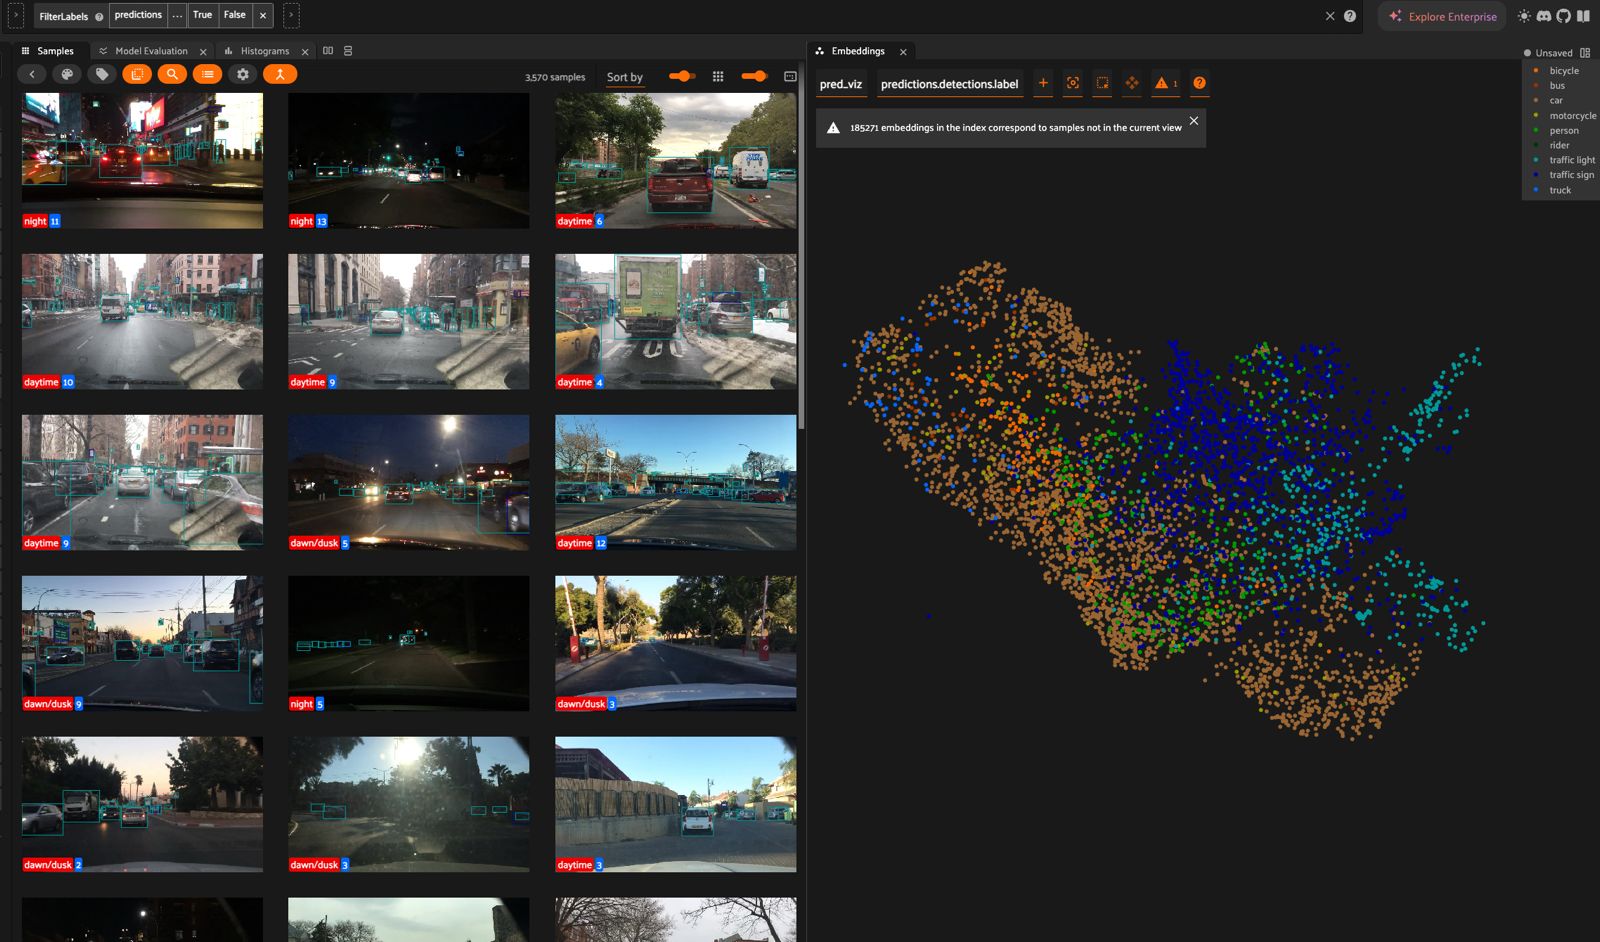 FilterLabels predictions ... True False
Explore Enterprise
Samples
Model Evaluation
Histograms
Embeddings
Unsaved
3,570 samples
Sort by
pred_viz
predictions.detections.label
1
185271 embeddings in the index correspond to samples not in the current view
bicycle
bus
car
motorcycle
person
rider
traffic light
traffic sign
truck
night 11
night 13
daytime 6
daytime 10
daytime 9
daytime 4
daytime 9
dawn/dusk 5
daytime 12
dawn/dusk 9
night 5
dawn/dusk 3
dawn/dusk 2
dawn/dusk 3
daytime 3